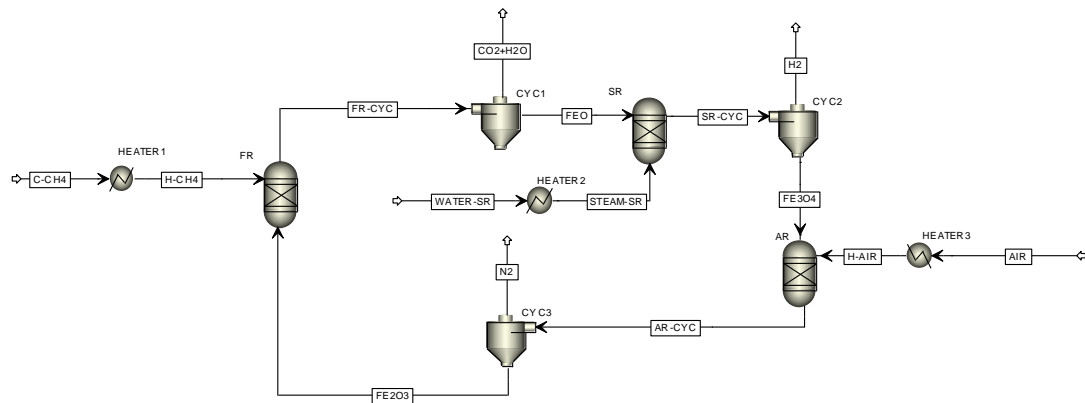 CO2+H2O
H2
CYC1
SR
FR-CYC
FEO
SR-CYC
CYC2
HEATER1
FR
C-CH4
H-CH4
HEATER2
WATER-SR
STEAM-SR
FE3O4
AR
HEATER3
H-AIR
AIR
N2
CYC3
AR-CYC
FE2O3